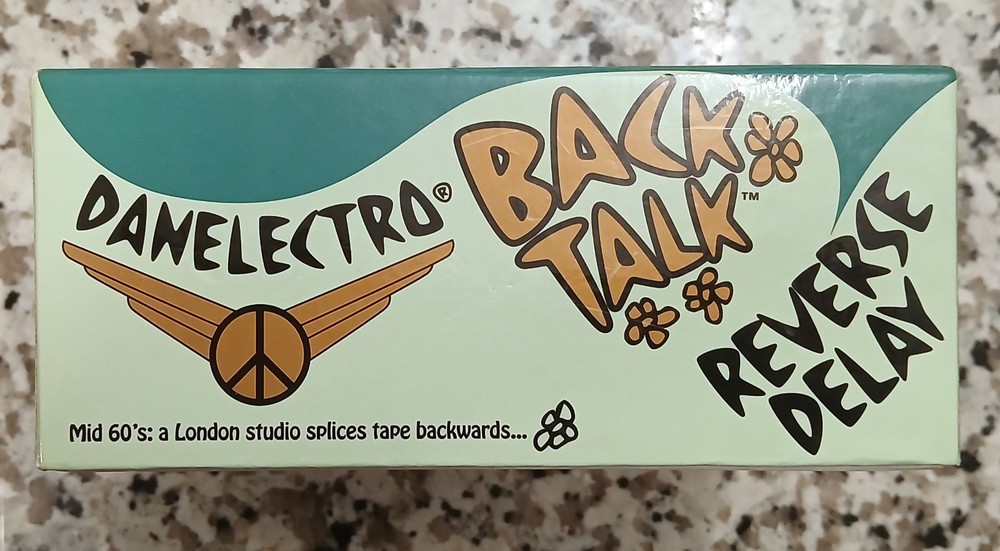 DANELECTRO®
BACK
TALK™
REVERSE
DELAY
Mid 60's: a London studio splices tape backwards...